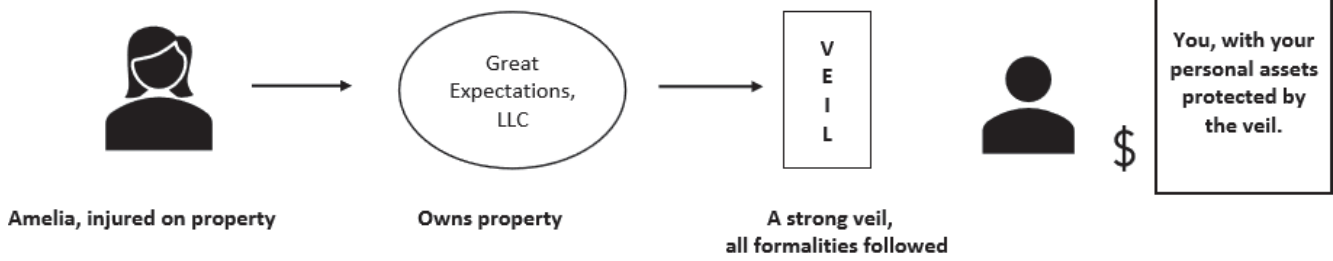 Great
Expectations,
LLC
V
E
I
L
$
You, with your
personal assets
protected by
the veil.
Amelia, injured on property
Owns property
A strong veil,
all formalities followed